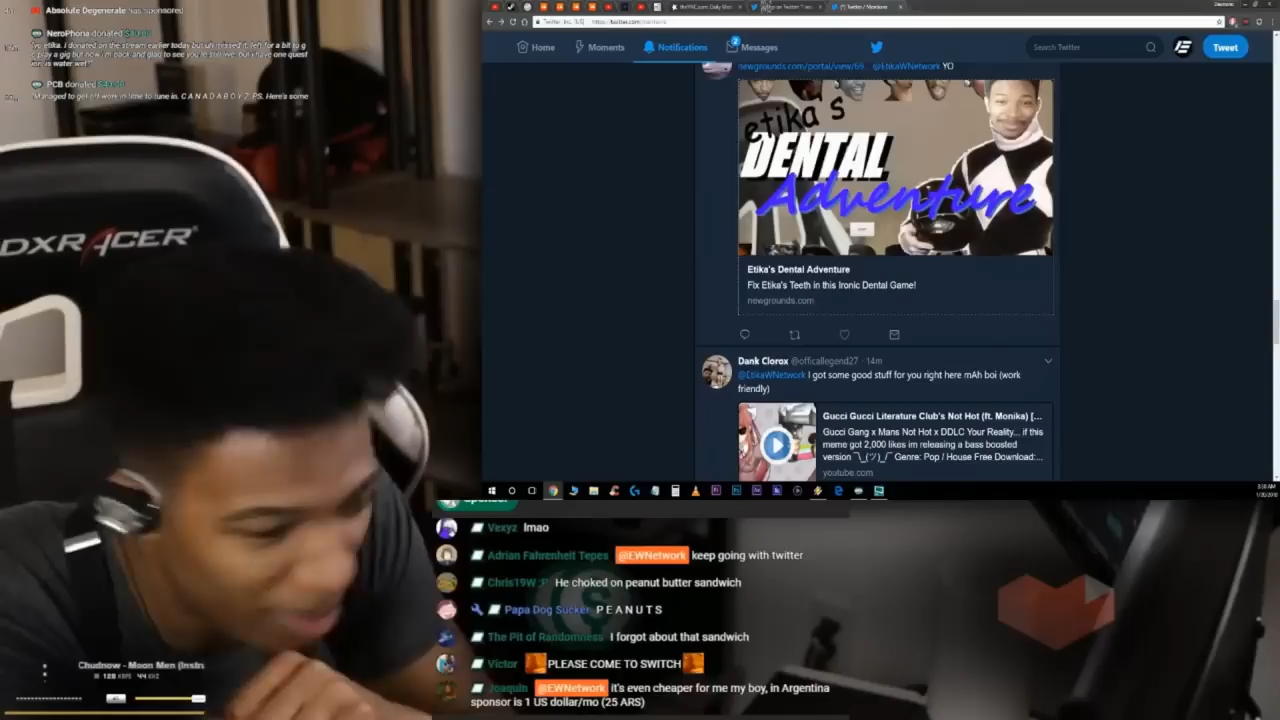 Absolute Degenerate has sponsored
NeroPhona donated
PCB donated
DXRACER
Chudnow - Moon Men (Instru
128 KBPS 44 KHZ
Home
Moments
Notifications
2
Messages
Search Twitter
Tweet
newgrounds.com/portal/view/69 @EtikaWNetwork YO
etika's
DENTAL
Adventure
Etika's Dental Adventure
Fix Etika's Teeth in this Ironic Dental Game!
newgrounds.com
Dank Clorox @officallegend27 · 14m
@EtikaWNetwork I got some good stuff for you right here mAh boi (work
friendly)
Gucci Gucci Literature Club's Not Hot (ft. Monika) [...
Gucci Gang x Mans Not Hot x DDLC Your Reality... if this
meme got 2,000 likes im releasing a bass boosted
version ¯\_(ツ)_/¯ Genre: Pop / House Free Download:...
youtube.com
Sponsor
Vexyz lmao
Adrian Fahrenheit Tepes @EWNetwork keep going with twitter
Chris19W :P He choked on peanut butter sandwich
Papa Dog Sucker P E A N U T S
The Pit of Randomness I forgot about that sandwich
Victor PLEASE COME TO SWITCH
Joaquin @EWNetwork it's even cheaper for me my boy, in Argentina
sponsor is 1 US dollar/mo (25 ARS)